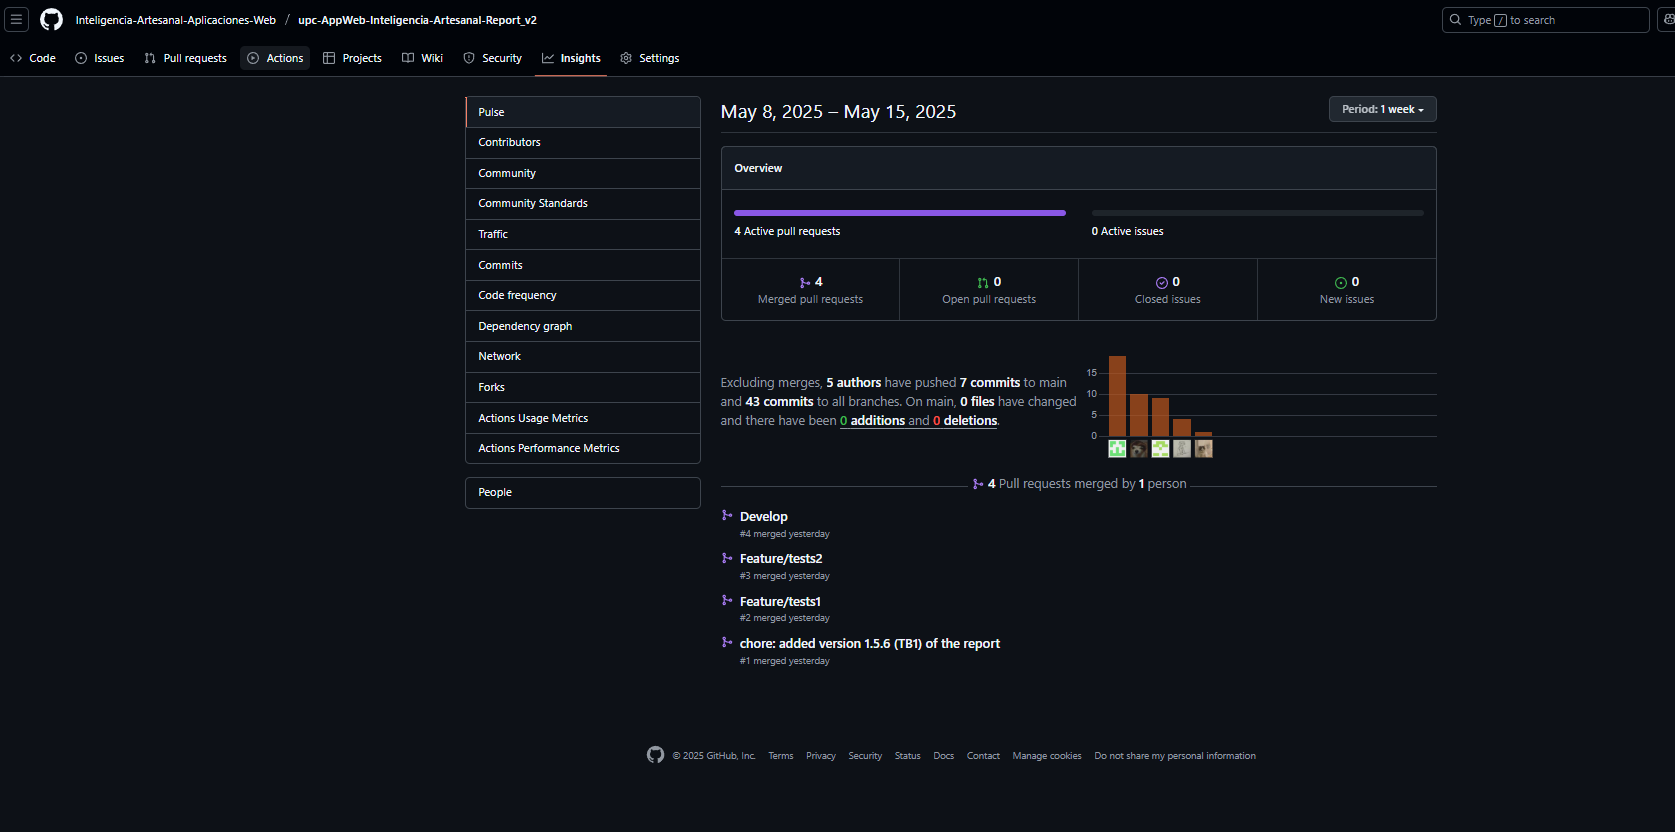 Inteligencia-Artesanal-Aplicaciones-Web / upc-AppWeb-Inteligencia-Artesanal-Report_v2
Type / to search
Code Issues Pull requests Actions Projects Wiki Security Insights Settings
Pulse
Contributors
Community
Community Standards
Traffic
Commits
Code frequency
Dependency graph
Network
Forks
Actions Usage Metrics
Actions Performance Metrics
People
May 8, 2025 – May 15, 2025
Period: 1 week
Overview
4 Active pull requests
0 Active issues
4
Merged pull requests
0
Open pull requests
0
Closed issues
0
New issues
Excluding merges, 5 authors have pushed 7 commits to main
and 43 commits to all branches. On main, 0 files have changed
and there have been 0 additions and 0 deletions.
15
10
5
0
4 Pull requests merged by 1 person
Develop
#4 merged yesterday
Feature/tests2
#3 merged yesterday
Feature/tests1
#2 merged yesterday
chore: added version 1.5.6 (TB1) of the report
#1 merged yesterday
© 2025 GitHub, Inc. Terms Privacy Security Status Docs Contact Manage cookies Do not share my personal information